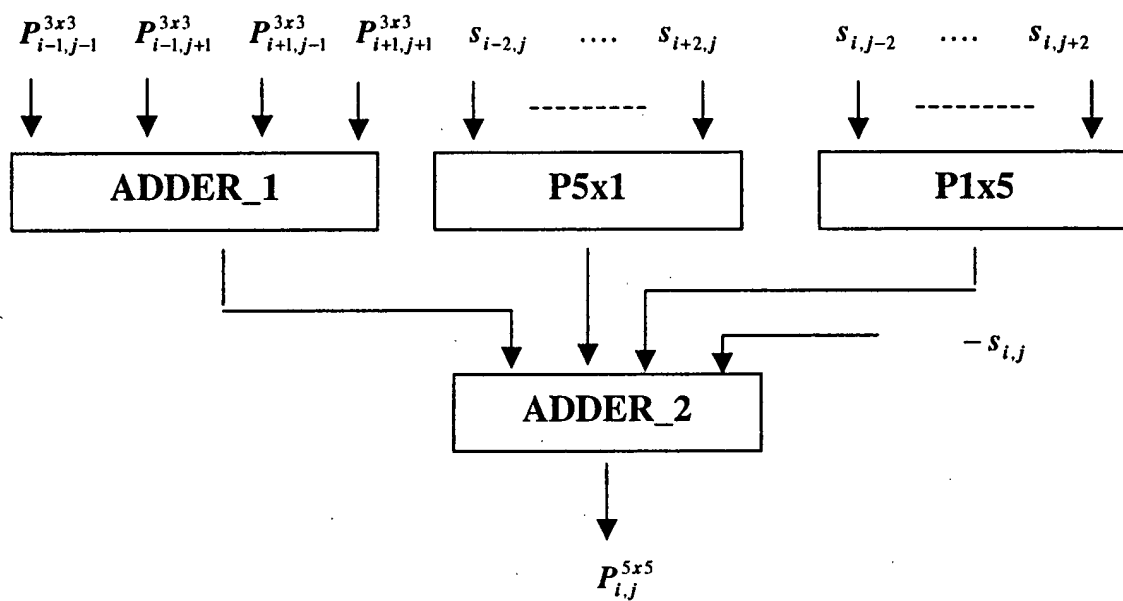 P^{3x3}_{i-1,j-1} P^{3x3}_{i-1,j+1} P^{3x3}_{i+1,j-1} P^{3x3}_{i+1,j+1} s_{i-2,j} .... s_{i+2,j} s_{i,j-2} .... s_{i,j+2}
ADDER_1 P5x1 P1x5
-s_{i,j}
ADDER_2
P^{5x5}_{i,j}